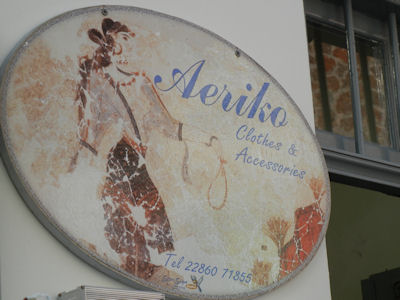 Aeriko
Clothes &
Accessories
Tel 22860 71855